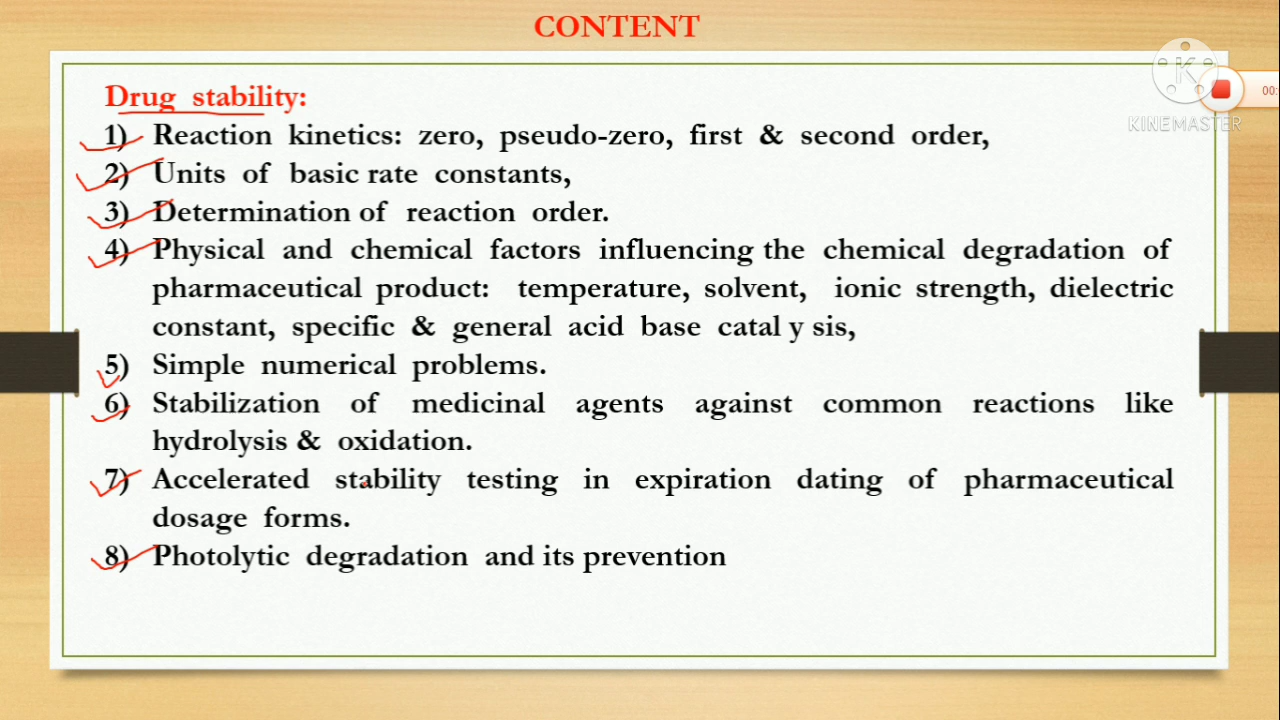 CONTENT
Drug stability:
1) Reaction kinetics: zero, pseudo-zero, first & second order,
2) Units of basic rate constants,
3) Determination of reaction order.
4) Physical and chemical factors influencing the chemical degradation of
pharmaceutical product: temperature, solvent, ionic strength, dielectric
constant, specific & general acid base catal y sis,
5) Simple numerical problems.
6) Stabilization of medicinal agents against common reactions like
hydrolysis & oxidation.
7) Accelerated stability testing in expiration dating of pharmaceutical
dosage forms.
8) Photolytic degradation and its prevention
K
KINEMASTER
00: